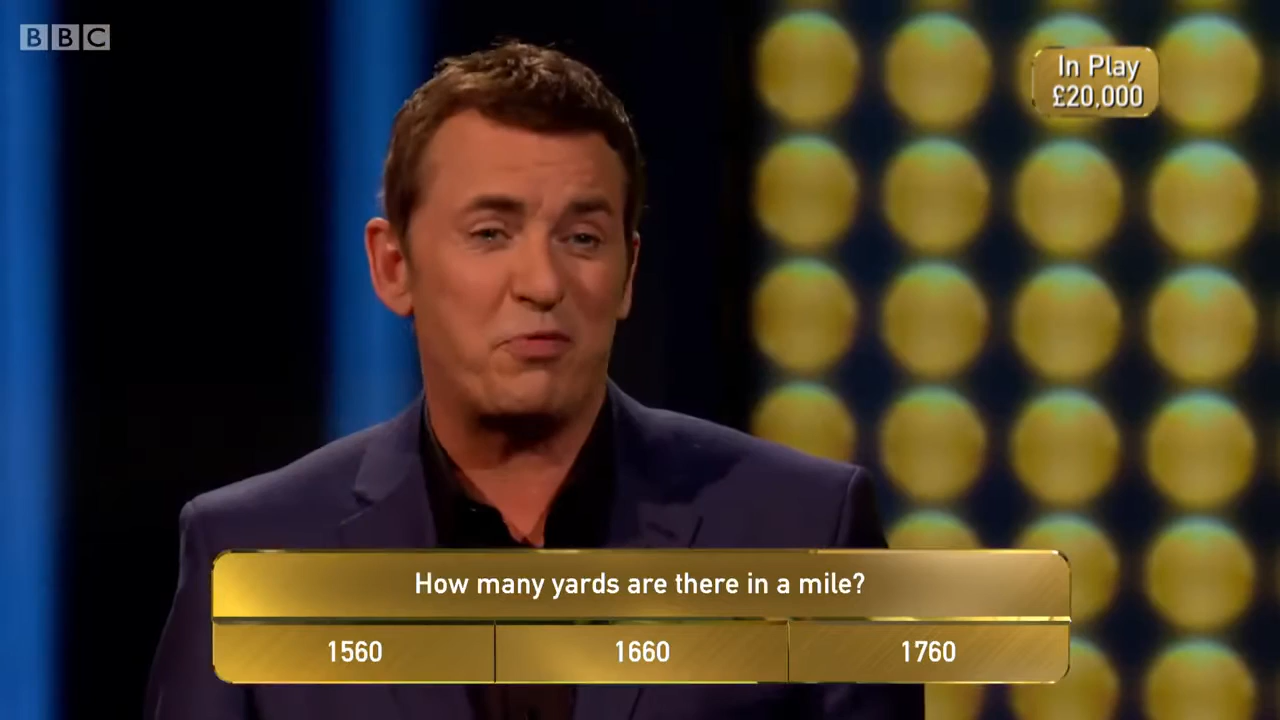 BBC
In Play
£20,000
How many yards are there in a mile?
1560
1660
1760